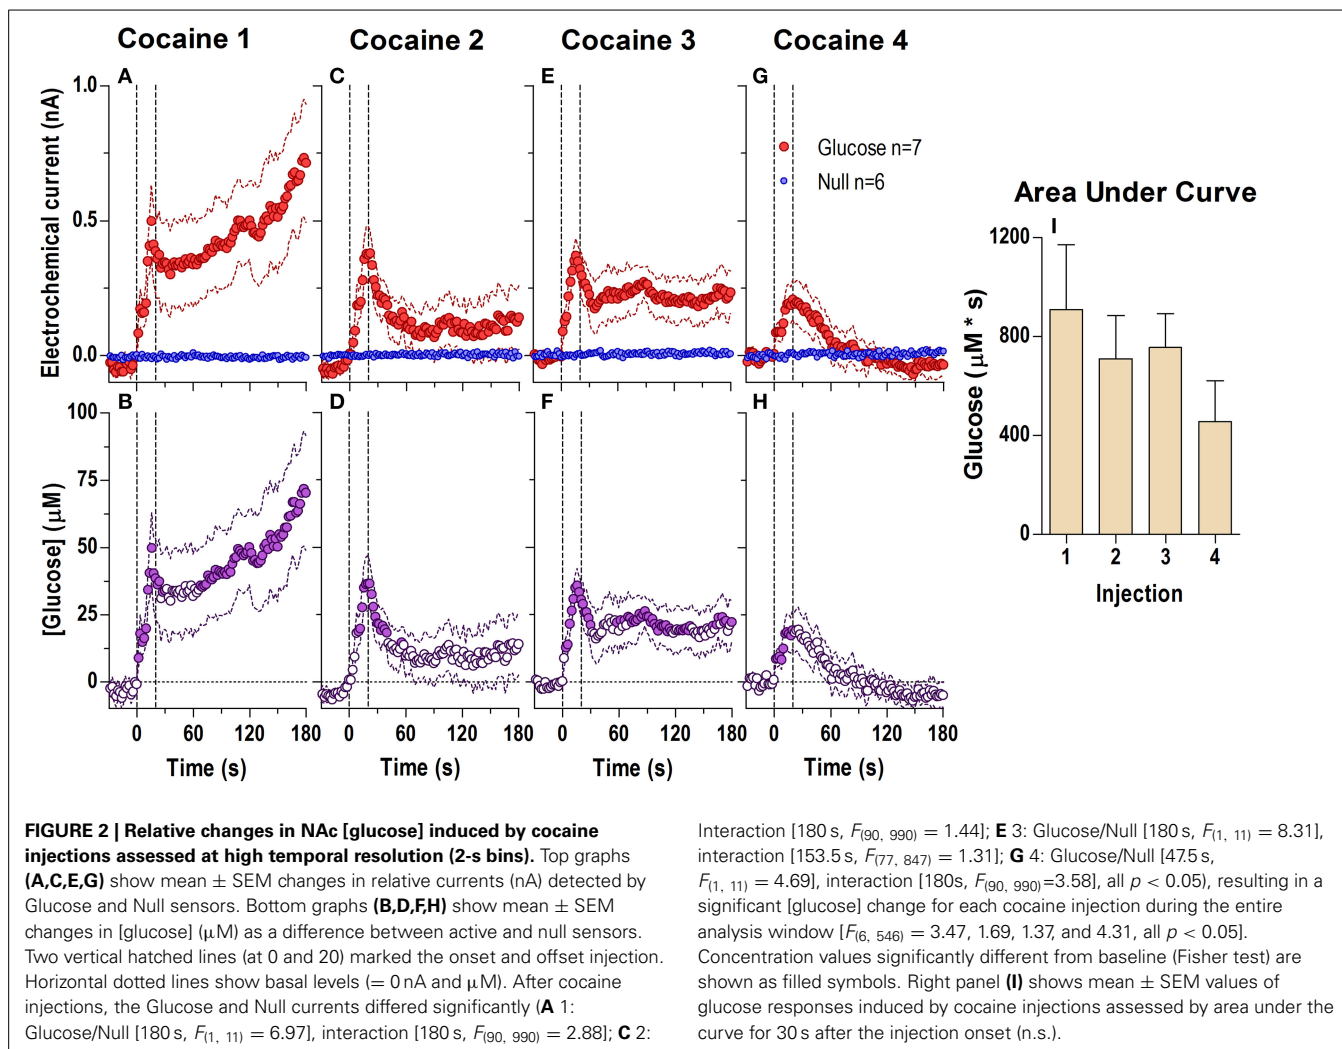 Cocaine 1
Cocaine 2
Cocaine 3
Cocaine 4
A
C
E
G
Electrochemical current (nA)
1.0
0.75
0.5
0.25
0.0
Glucose n=7
Null n=6
B
D
F
H
[Glucose] (μM)
100
75
50
25
0
0 60 120 180
0 60 120 180
0 60 120 180
0 60 120 180
Time (s)
Time (s)
Time (s)
Time (s)
Area Under Curve
I
Glucose (μM * s)
1200
800
400
0
1 2 3 4
Injection
FIGURE 2 | Relative changes in NAc [glucose] induced by cocaine
injections assessed at high temporal resolution (2-s bins). Top graphs
(A,C,E,G) show mean ± SEM changes in relative currents (nA) detected by
Glucose and Null sensors. Bottom graphs (B,D,F,H) show mean ± SEM
changes in [glucose] (μM) as a difference between active and null sensors.
Two vertical hatched lines (at 0 and 20) marked the onset and offset injection.
Horizontal dotted lines show basal levels (= 0 nA and μM). After cocaine
injections, the Glucose and Null currents differed significantly (A 1:
Glucose/Null [180 s, F(1, 11) = 6.97], interaction [180 s, F(90, 990) = 2.88]; C 2:
Interaction [180 s, F(90, 990) = 1.44]; E 3: Glucose/Null [180 s, F(1, 11) = 8.31],
interaction [153.5 s, F(77, 847) = 1.31]; G 4: Glucose/Null [47.5 s,
F(1, 11) = 4.69], interaction [180s, F(90, 990)=3.58], all p < 0.05), resulting in a
significant [glucose] change for each cocaine injection during the entire
analysis window [F(6, 546) = 3.47, 1.69, 1.37, and 4.31, all p < 0.05].
Concentration values significantly different from baseline (Fisher test) are
shown as filled symbols. Right panel (I) shows mean ± SEM values of
glucose responses induced by cocaine injections assessed by area under the
curve for 30 s after the injection onset (n.s.).